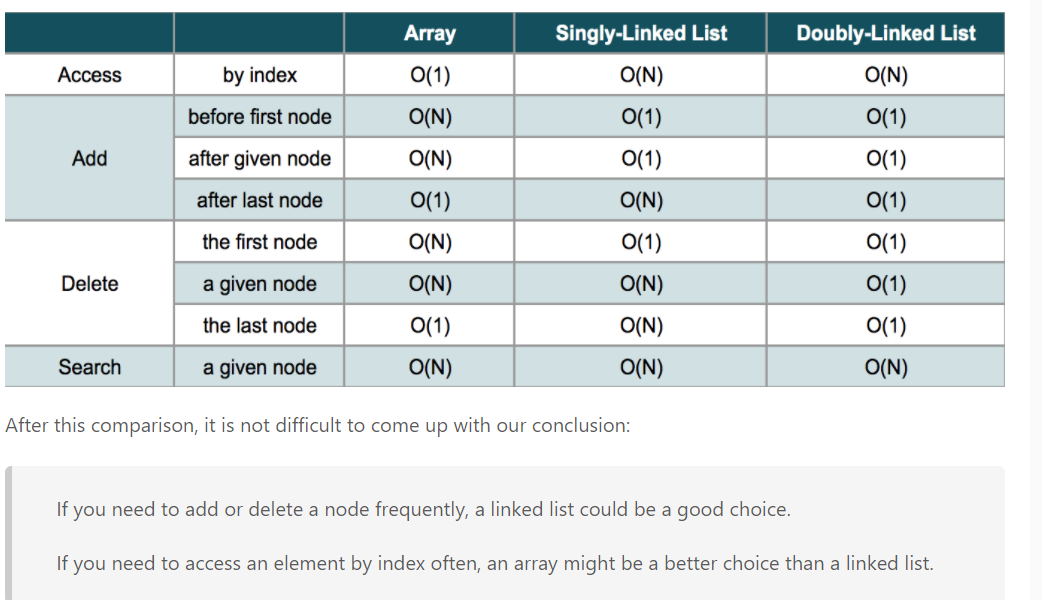 Array Singly-Linked List Doubly-Linked List
Access by index O(1) O(N) O(N)
before first node O(N) O(1) O(1)
Add after given node O(N) O(1) O(1)
after last node O(1) O(N) O(1)
the first node O(N) O(1) O(1)
Delete a given node O(N) O(N) O(1)
the last node O(1) O(N) O(1)
Search a given node O(N) O(N) O(N)
After this comparison, it is not difficult to come up with our conclusion:
If you need to add or delete a node frequently, a linked list could be a good choice.
If you need to access an element by index often, an array might be a better choice than a linked list.